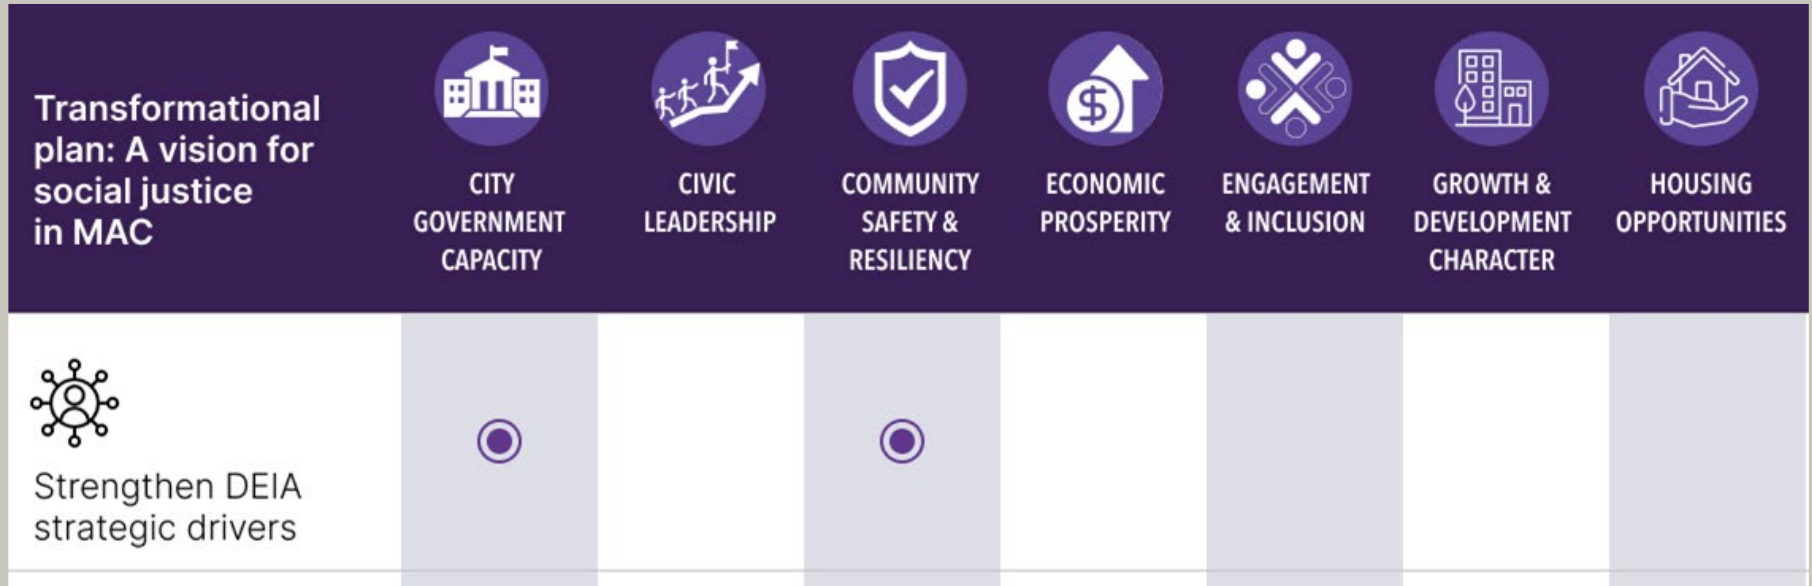 Transformational
plan: A vision for
social justice
in MAC
CITY
GOVERNMENT
CAPACITY
CIVIC
LEADERSHIP
COMMUNITY
SAFETY &
RESILIENCY
ECONOMIC
PROSPERITY
ENGAGEMENT
& INCLUSION
GROWTH &
DEVELOPMENT
CHARACTER
HOUSING
OPPORTUNITIES
Strengthen DEIA
strategic drivers